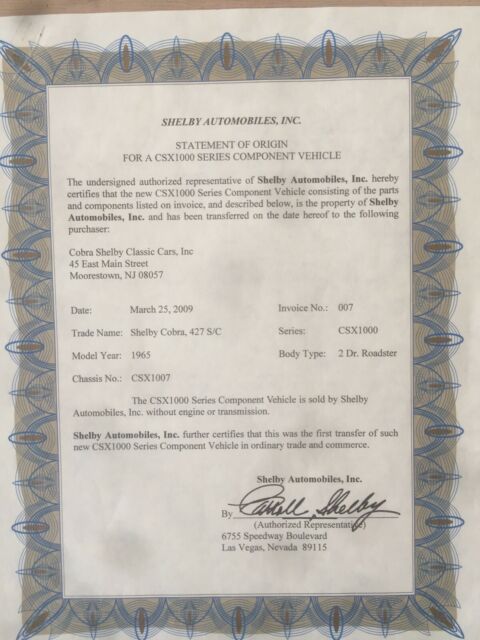 SHELBY AUTOMOBILES, INC.
STATEMENT OF ORIGIN
FOR A CSX1000 SERIES COMPONENT VEHICLE
The undersigned authorized representative of Shelby Automobiles, Inc. hereby
certifies that the new CSX1000 Series Component Vehicle consisting of the parts
and components listed on invoice, and described below, is the property of Shelby
Automobiles, Inc. and has been transferred on the date hereof to the following
purchaser:
Cobra Shelby Classic Cars, Inc
45 East Main Street
Moorestown, NJ 08057
Date: March 25, 2009 Invoice No.: 007
Trade Name: Shelby Cobra, 427 S/C Series: CSX1000
Model Year: 1965 Body Type: 2 Dr. Roadster
Chassis No.: CSX1007
The CSX1000 Series Component Vehicle is sold by Shelby
Automobiles, Inc. without engine or transmission.
Shelby Automobiles, Inc. further certifies that this was the first transfer of such
new CSX1000 Series Component Vehicle in ordinary trade and commerce.
Shelby Automobiles, Inc.
By Carroll Shelby
(Authorized Representative)
6755 Speedway Boulevard
Las Vegas, Nevada 89115